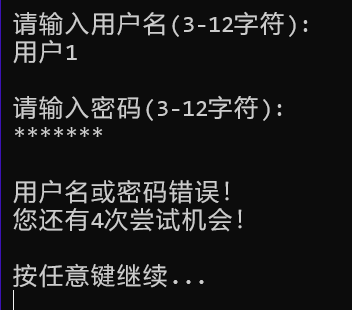 请输入用户名(3-12字符):
用户1
请输入密码(3-12字符):
*******
用户名或密码错误!
您还有4次尝试机会!
按任意键继续...